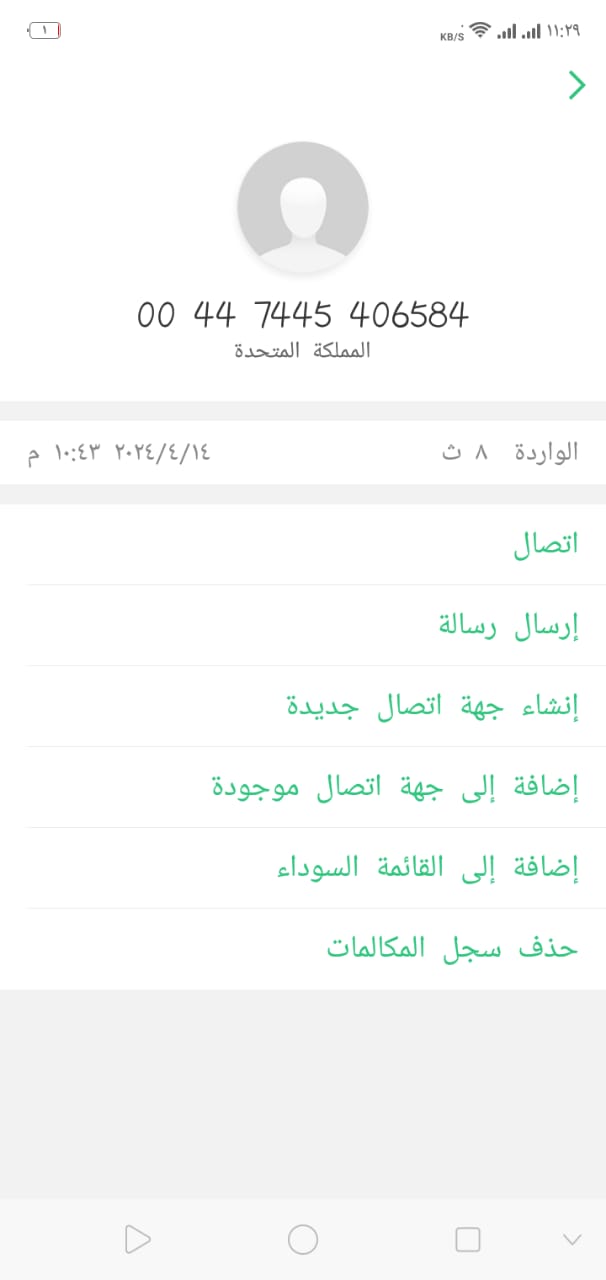 ١١:٢٩
KB/S
١
00 44 7445 406584
المملكة المتحدة
الواردة ٨ ث ٢٠٢٤/٤/١٤ ١٠:٤٣ م
اتصال
إرسال رسالة
إنشاء جهة اتصال جديدة
إضافة إلى جهة اتصال موجودة
إضافة إلى القائمة السوداء
حذف سجل المكالمات